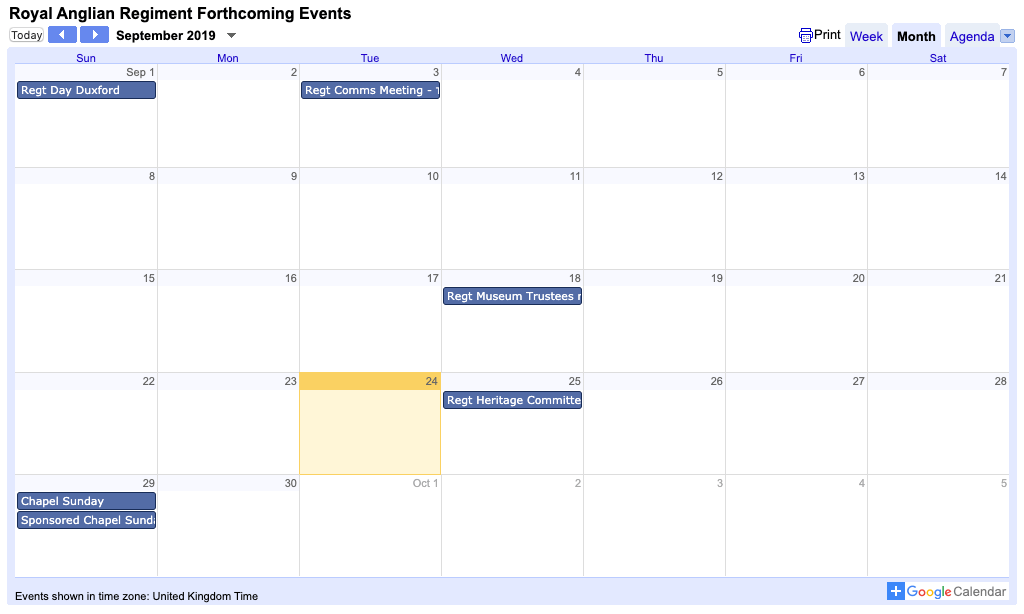 Royal Anglian Regiment Forthcoming Events
Today September 2019 Print Week Month Agenda
Sun Mon Tue Wed Thu Fri Sat
Sep 1 2 3 4 5 6 7
Regt Day Duxford Regt Comms Meeting -
8 9 10 11 12 13 14
15 16 17 18 19 20 21
Regt Museum Trustees
22 23 24 25 26 27 28
Regt Heritage Committe
29 30 Oct 1 2 3 4 5
Chapel Sunday
Sponsored Chapel Sund
Events shown in time zone: United Kingdom Time
Google Calendar